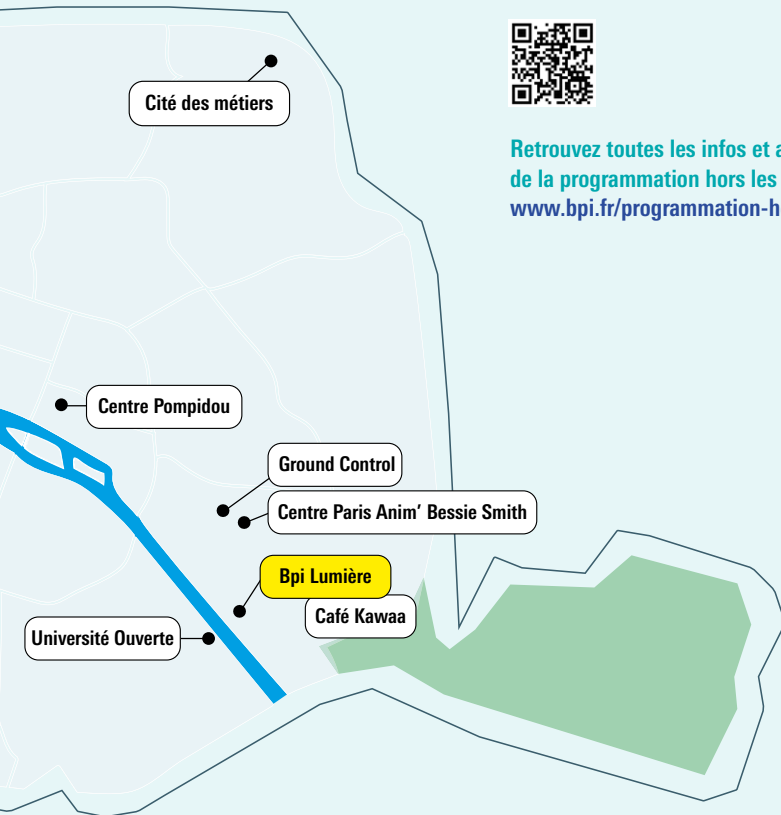 Cité des métiers
Retrouvez toutes les infos et
de la programmation hors les
www.bpi.fr/programmation-h
Centre Pompidou
Ground Control
Centre Paris Anim’ Bessie Smith
Bpi Lumière
Café Kawaa
Université Ouverte